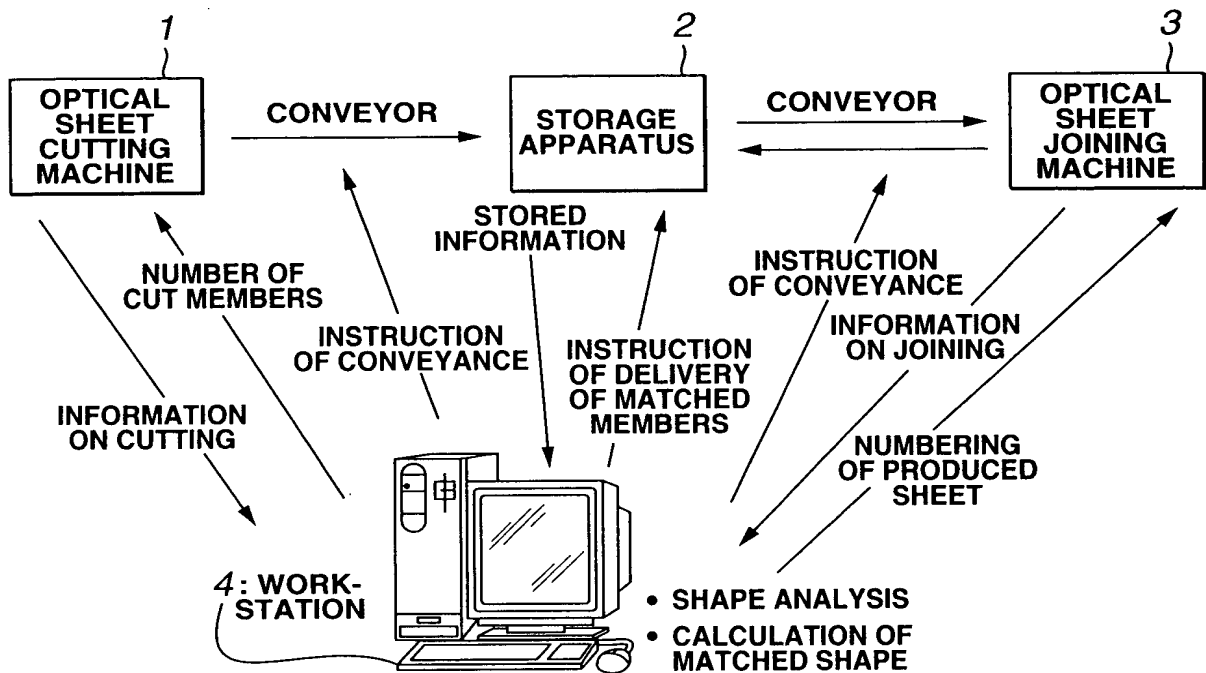 1
2
3
OPTICAL
SHEET
CUTTING
MACHINE
CONVEYOR
STORAGE
APPARATUS
CONVEYOR
OPTICAL
SHEET
JOINING
MACHINE
STORED
INFORMATION
NUMBER OF
CUT MEMBERS
INSTRUCTION
OF CONVEYANCE
INSTRUCTION
OF CONVEYANCE
INFORMATION
ON JOINING
INSTRUCTION
OF DELIVERY
OF MATCHED
MEMBERS
INFORMATION
ON CUTTING
NUMBERING
OF PRODUCED
SHEET
4: WORK-
STATION
• SHAPE ANALYSIS
• CALCULATION OF
MATCHED SHAPE